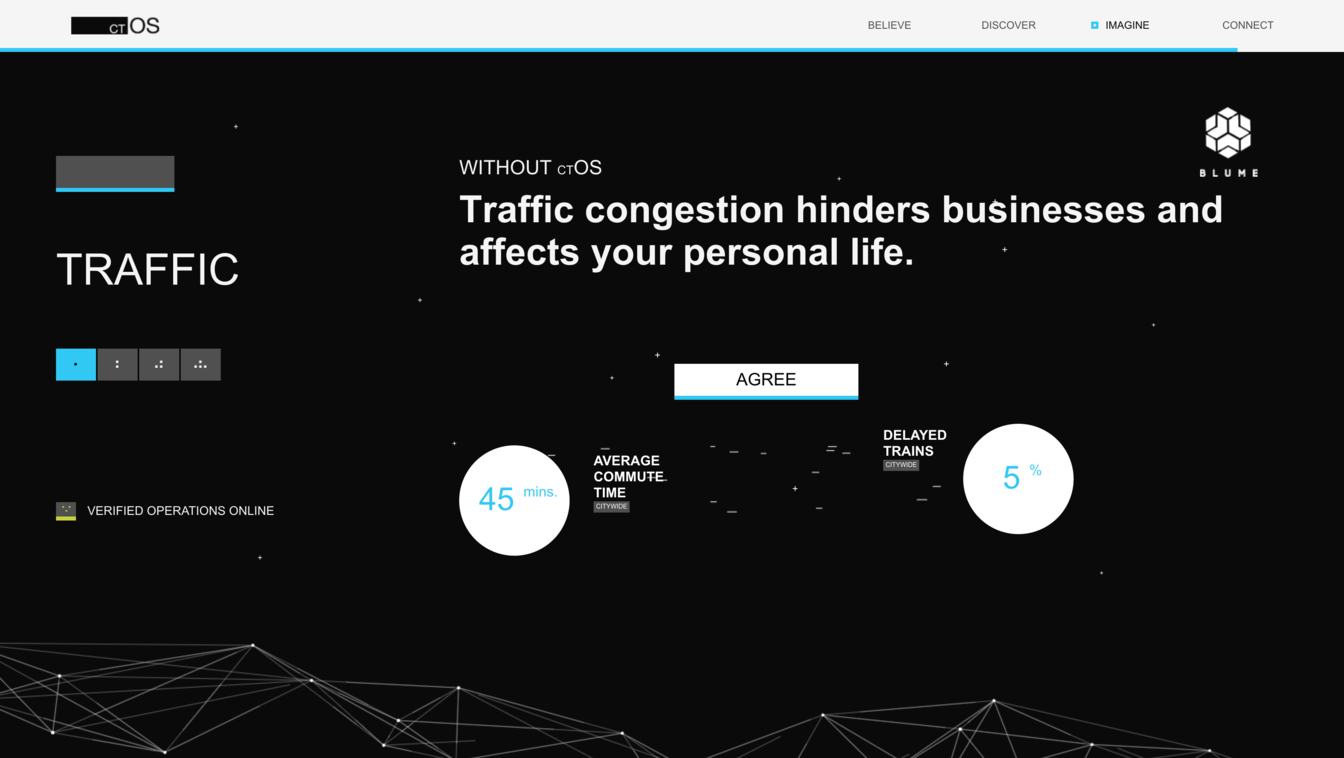 CTOS
BELIEVE
DISCOVER
IMAGINE
CONNECT
BLUME
WITHOUT CTOS
Traffic congestion hinders businesses and
affects your personal life.
TRAFFIC
AGREE
45 mins.
AVERAGE
COMMUTE
TIME
CITYWIDE
DELAYED
TRAINS
CITYWIDE
5 %
VERIFIED OPERATIONS ONLINE